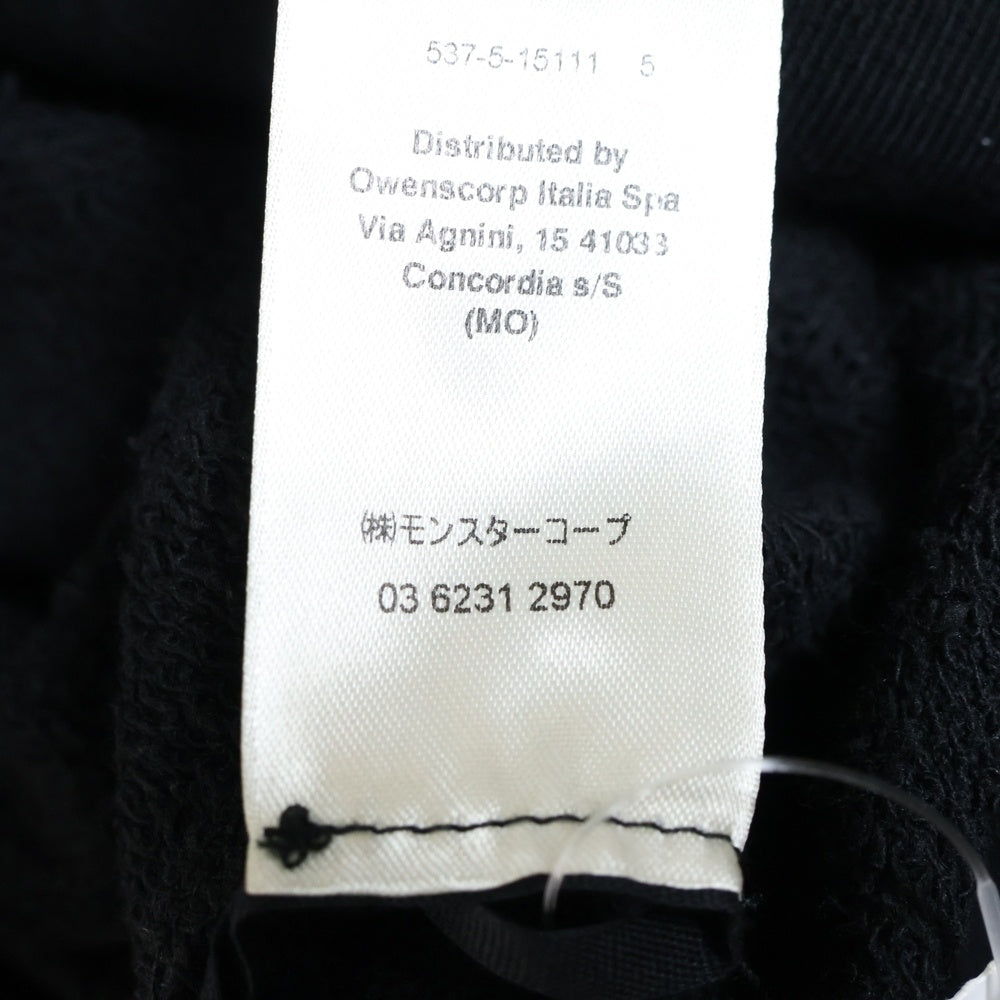 537-5-15111 5
Distributed by
Owenscorp Italia Spa
Via Agnini, 15 41033
Concordia s/S
(MO)
㈱モンスターコープ
03 6231 2970